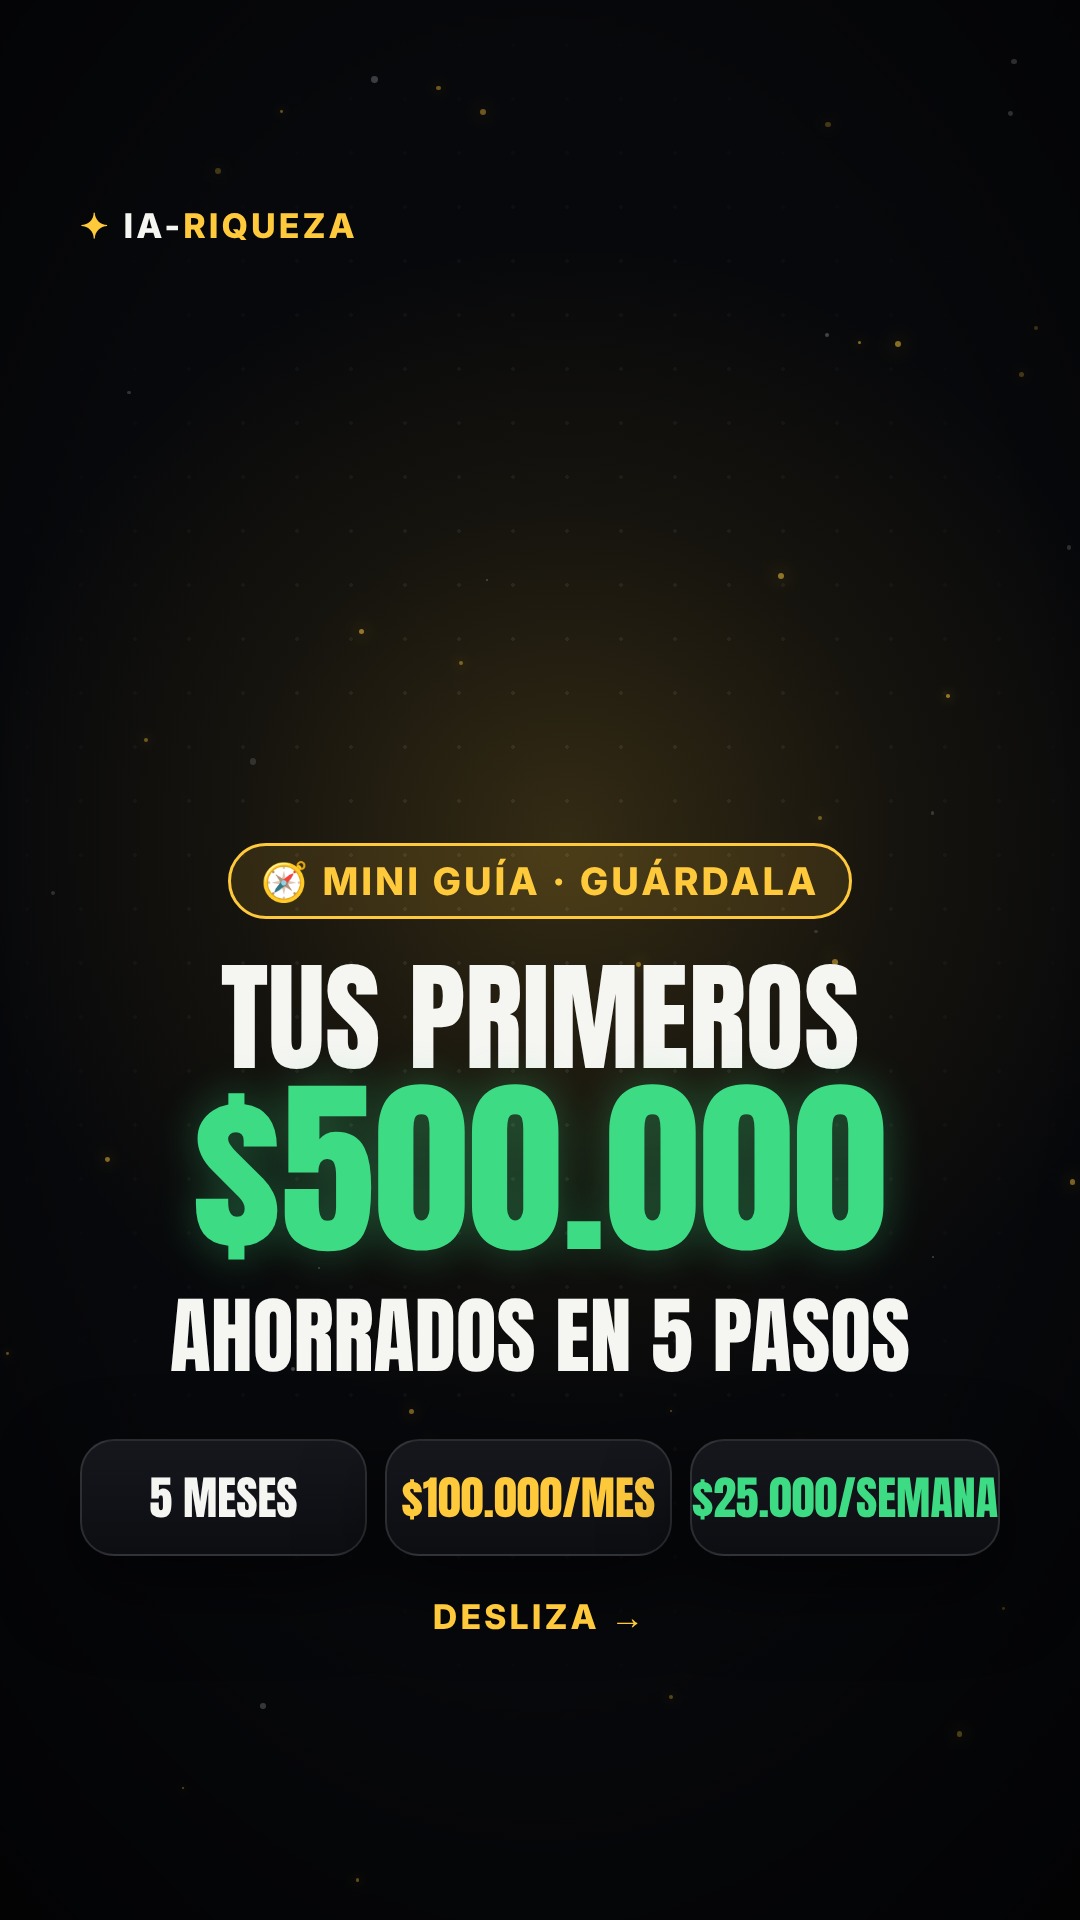 ✦ IA-RIQUEZA
🧭 MINI GUÍA · GUÁRDALA
TUS PRIMEROS
$500.000
AHORRADOS EN 5 PASOS
5 MESES
$100.000/MES
$25.000/SEMANA
DESLIZA →